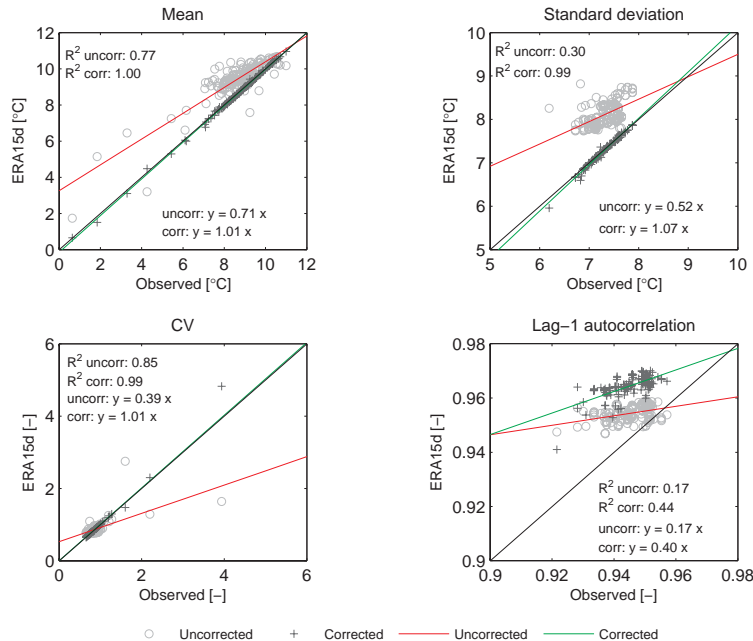 Mean
R² uncorr: 0.77
R² corr: 1.00
uncorr: y = 0.71 x
corr: y = 1.01 x
ERA15d [°C]
12
10
8
6
4
2
0
0 2 4 6 8 10 12
Observed [°C]
Standard deviation
R² uncorr: 0.30
R² corr: 0.99
uncorr: y = 0.52 x
corr: y = 1.07 x
ERA15d [°C]
10
9
8
7
6
5
5 6 7 8 9 10
Observed [°C]
CV
R² uncorr: 0.85
R² corr: 0.99
uncorr: y = 0.39 x
corr: y = 1.01 x
ERA15d [−]
6
4
2
0
0 2 4 6
Observed [−]
Lag−1 autocorrelation
R² uncorr: 0.17
R² corr: 0.44
uncorr: y = 0.17 x
corr: y = 0.40 x
ERA15d [−]
0.98
0.96
0.94
0.92
0.9
0.9 0.92 0.94 0.96 0.98
Observed [−]
Uncorrected Corrected Uncorrected Corrected